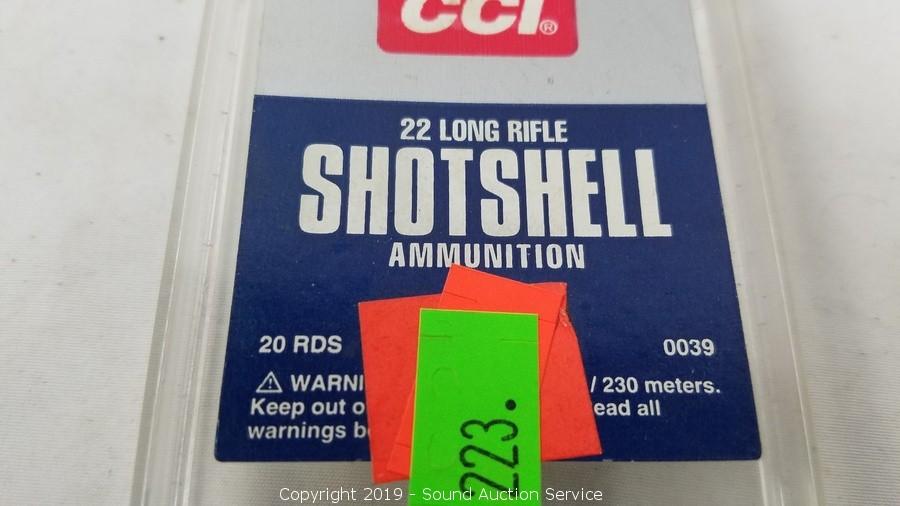 CCI®
22 LONG RIFLE
SHOTSHELL
AMMUNITION
20 RDS 0039
⚠ WARNI / 230 meters.
Keep out o ead all
warnings b
223.
Copyright 2019 - Sound Auction Service